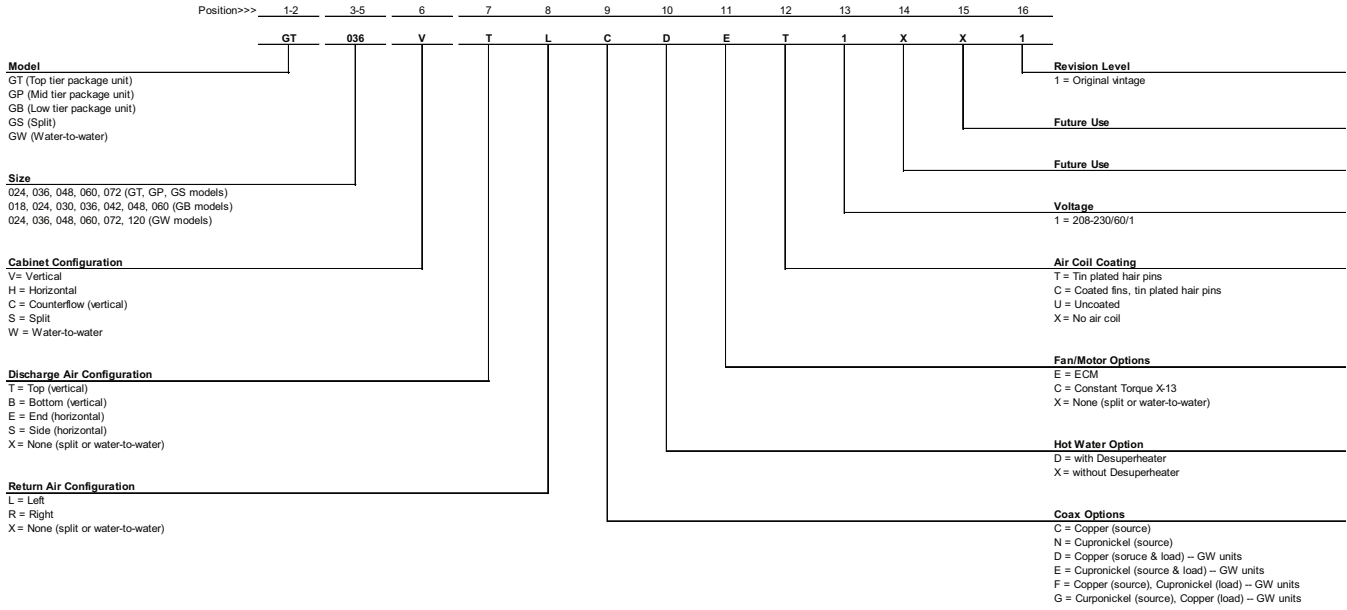 Position>>> 1-2 3-5 6 7 8 9 10 11 12 13 14 15 16
GT 036 V T L C D E T 1 X X 1
Model
GT (Top tier package unit)
GP (Mid tier package unit)
GB (Low tier package unit)
GS (Split)
GW (Water-to-water)
Size
024, 036, 048, 060, 072 (GT, GP, GS models)
018, 024, 030, 036, 042, 048, 060 (GB models)
024, 036, 048, 060, 072, 120 (GW models)
Cabinet Configuration
V= Vertical
H = Horizontal
C = Counterflow (vertical)
S = Split
W = Water-to-water
Discharge Air Configuration
T = Top (vertical)
B = Bottom (vertical)
E = End (horizontal)
S = Side (horizontal)
X = None (split or water-to-water)
Return Air Configuration
L = Left
R = Right
X = None (split or water-to-water)
Revision Level
1 = Original vintage
Future Use
Future Use
Voltage
1 = 208-230/60/1
Air Coil Coating
T = Tin plated hair pins
C = Coated fins, tin plated hair pins
U = Uncoated
X = No air coil
Fan/Motor Options
E = ECM
C = Constant Torque X-13
X = None (split or water-to-water)
Hot Water Option
D = with Desuperheater
X = without Desuperheater
Coax Options
C = Copper (source)
N = Cupronickel (source)
D = Copper (soruce & load) -- GW units
E = Cupronickel (source & load) -- GW units
F = Copper (source), Cupronickel (load) -- GW units
G = Curponickel (source), Copper (load) -- GW units